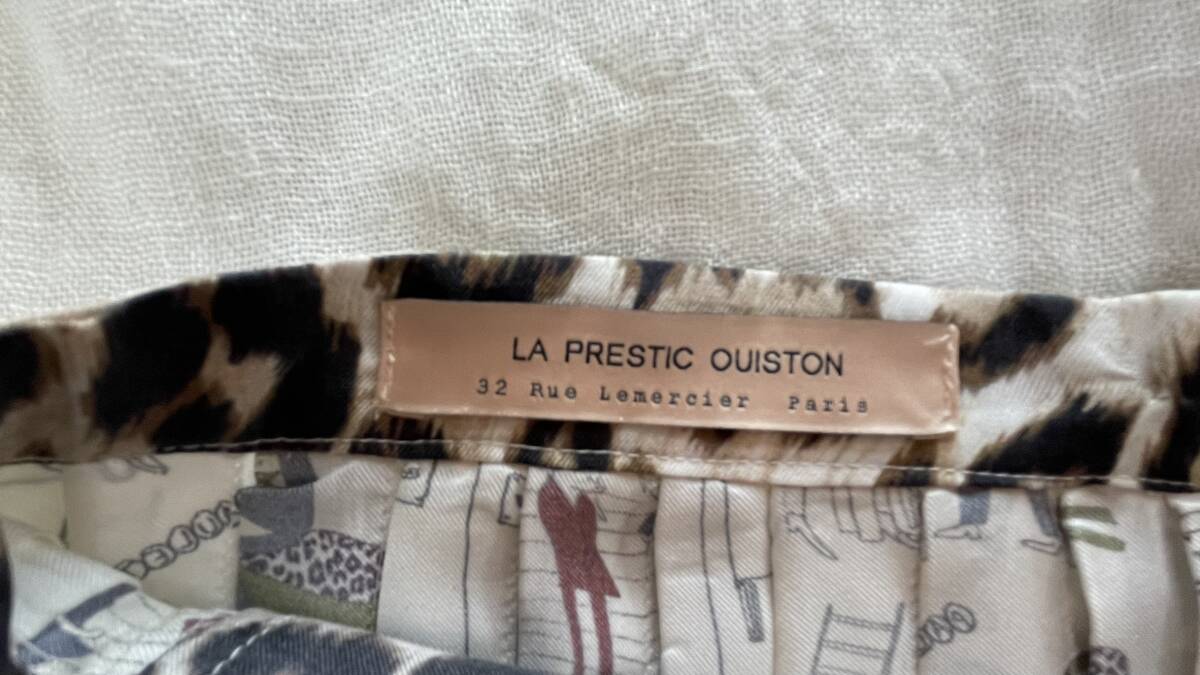 LA PRESTIC OUISTON
32 Rue Lemercier Paris